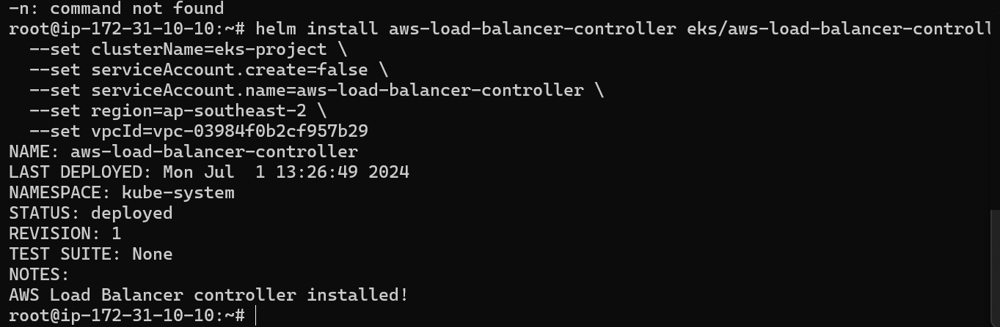 -n: command not found
root@ip-172-31-10-10:~# helm install aws-load-balancer-controller eks/aws-load-balancer-controll
  --set clusterName=eks-project \
  --set serviceAccount.create=false \
  --set serviceAccount.name=aws-load-balancer-controller \
  --set region=ap-southeast-2 \
  --set vpcId=vpc-03984f0b2cf957b29
NAME: aws-load-balancer-controller
LAST DEPLOYED: Mon Jul  1 13:26:49 2024
NAMESPACE: kube-system
STATUS: deployed
REVISION: 1
TEST SUITE: None
NOTES:
AWS Load Balancer controller installed!
root@ip-172-31-10-10:~#